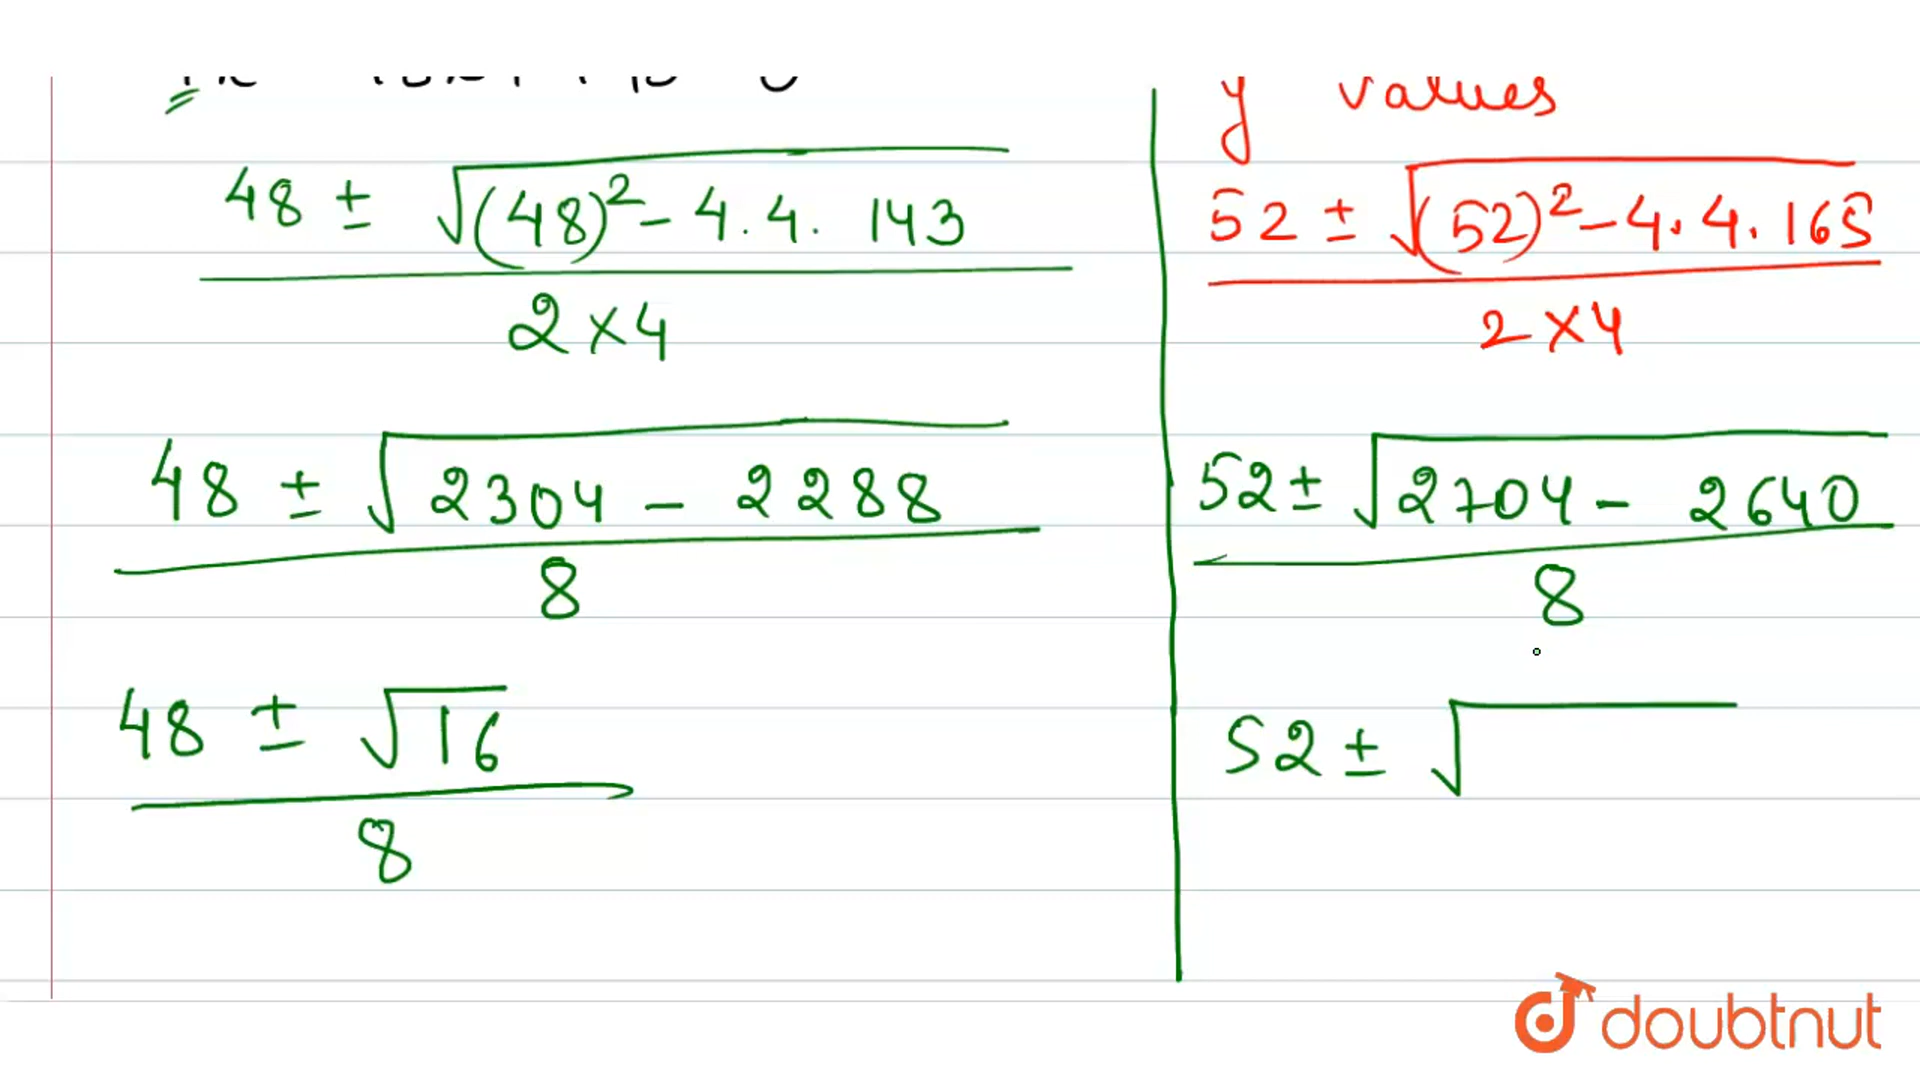 48 ± √(48)² - 4.4. 143
2×4
48 ± √2304 - 2288
8
48 ± √16
8
y values
52 ± √(52)² - 4.4.165
2×4
52 ± √2704 - 2640
8
52 ± √
doubtnut